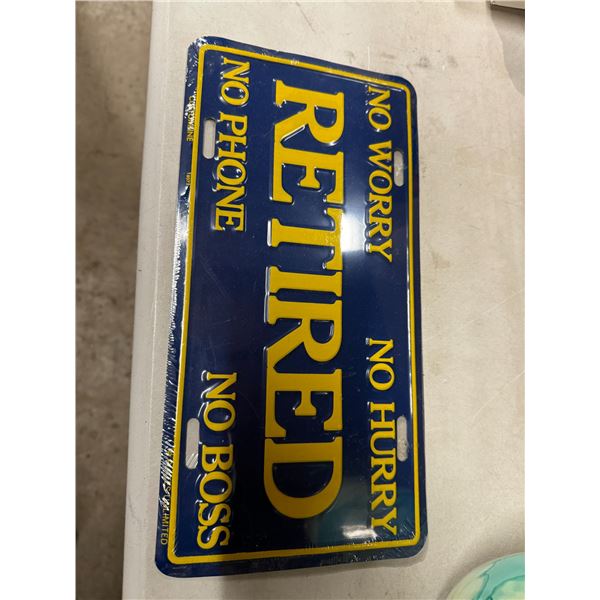 NO WORRY NO HURRY
RETIRED
NO PHONE NO BOSS